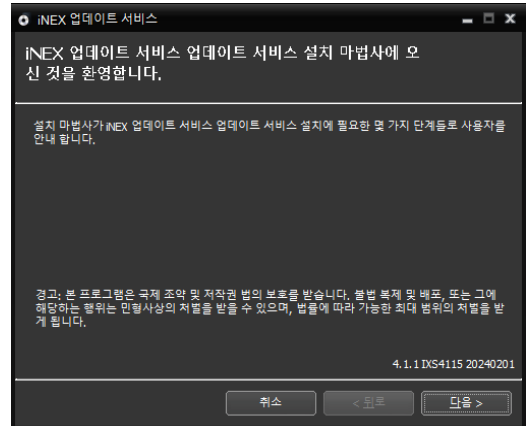 iNEX 업데이트 서비스
iNEX 업데이트 서비스 업데이트 서비스 설치 마법사에 오
신 것을 환영합니다.
설치 마법사가 iNEX 업데이트 서비스 업데이트 서비스 설치에 필요한 몇 가지 단계들로 사용자를
안내 합니다.
경고: 본 프로그램은 국제 조약 및 저작권 법의 보호를 받습니다. 불법 복제 및 배포, 또는 그에
해당하는 행위는 민형사상의 처벌을 받을 수 있으며, 법률에 따라 가능한 최대 범위의 처벌을 받
게 됩니다.
4.1.1 IXS4115 20240201
취소
< 뒤로
다음 >